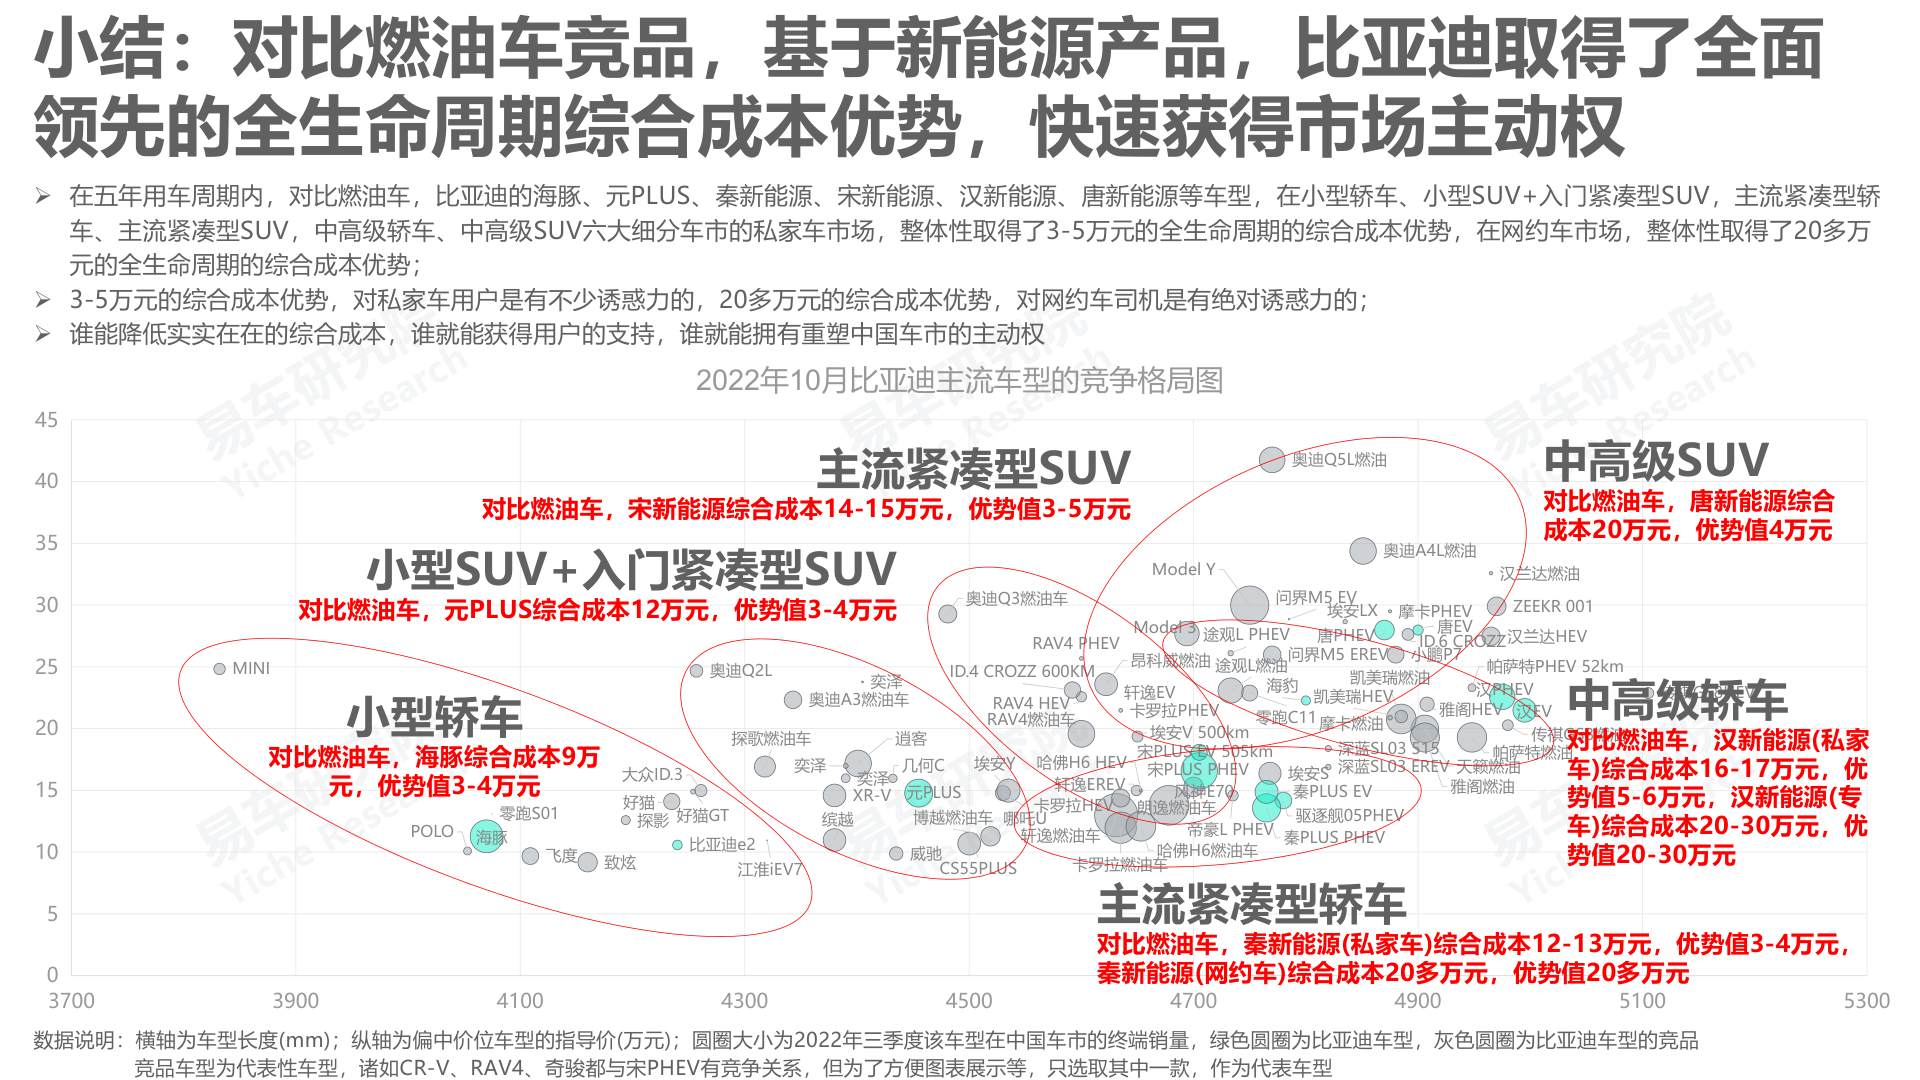 小结：对比燃油车竞品，基于新能源产品，比亚迪取得了全面
领先的全生命周期综合成本优势，快速获得市场主动权
➢ 在五年用车周期内，对比燃油车，比亚迪的海豚、元PLUS、秦新能源、宋新能源、汉新能源、唐新能源等车型，在小型轿车、小型SUV+入门紧凑型SUV，主流紧凑型轿
车、主流紧凑型SUV，中高级轿车、中高级SUV六大细分车市的私家车市场，整体性取得了3-5万元的全生命周期的综合成本优势，在网约车市场，整体性取得了20多万
元的全生命周期的综合成本优势；
➢ 3-5万元的综合成本优势，对私家车用户是有不少诱惑力的，20多万元的综合成本优势，对网约车司机是有绝对诱惑力的；
➢ 谁能降低实实在在的综合成本，谁就能获得用户的支持，谁就能拥有重塑中国车市的主动权
2022年10月比亚迪主流车型的竞争格局图
易车研究院
Yiche Research
易车研究院
Yiche Research
易车研究院
Yiche Research
45
40
35
30
25
20
15
10
5
0
主流紧凑型SUV
对比燃油车，宋新能源综合成本14-15万元，优势值3-5万元
中高级SUV
对比燃油车，唐新能源综合
成本20万元，优势值4万元
小型SUV+入门紧凑型SUV
对比燃油车，元PLUS综合成本12万元，优势值3-4万元
小型轿车
对比燃油车，海豚综合成本9万
元，优势值3-4万元
中高级轿车
对比燃油车，汉新能源(私家
车)综合成本16-17万元，优
势值5-6万元，汉新能源(专
车)综合成本20-30万元，优
势值20-30万元
主流紧凑型轿车
对比燃油车，秦新能源(私家车)综合成本12-13万元，优势值3-4万元，
秦新能源(网约车)综合成本20多万元，优势值20多万元
奥迪Q5L燃油
奥迪A4L燃油
Model Y
汉兰达燃油
问界M5 EV
奥迪Q3燃油车
埃安LX
摩卡PHEV
ZEEKR 001
Model 3
途观L PHEV
唐PHEV
唐EV
ID.6 CROZZ
汉兰达HEV
RAV4 PHEV
昂科威燃油
途观L燃油
问界M5 EREV
小鹏P7
帕萨特PHEV 52km
MINI
奥迪Q2L
ID.4 CROZZ 600KM
凯美瑞燃油
奕泽
轩逸EV
海豹
凯美瑞HEV
汉PHEV
奥迪A3燃油车
RAV4 HEV
卡罗拉PHEV
雅阁HEV
汉EV
RAV4燃油车
零跑C11
摩卡燃油
探歌燃油车
逍客
埃安V 500km
宋PLUS EV 505km
深蓝SL03 515
帕萨特燃油
奕泽
奕泽
几何C
埃安Y
哈佛H6 HEV
宋PLUS PHEV
埃安S
深蓝SL03 EREV
天籁燃油
大众ID.3
轩逸EREV
风神E70
秦PLUS EV
雅阁燃油
好猫
好猫GT
XR-V
元PLUS
卡罗拉HEV
朗逸燃油车
驱逐舰05PHEV
零跑S01
探影
缤越
博越燃油车
哪吒U
帝豪L PHEV
POLO
海豚
轩逸燃油车
秦PLUS PHEV
比亚迪e2
威驰
哈佛H6燃油车
飞度
致炫
江淮iEV7
CS55PLUS
卡罗拉燃油车
易车研究院
Yiche Research
易车研究院
Yiche Research
易车研究院
Yiche Research
3700 3900 4100 4300 4500 4700 4900 5100 5300
数据说明：横轴为车型长度(mm)；纵轴为偏中价位车型的指导价(万元)；圆圈大小为2022年三季度该车型在中国车市的终端销量，绿色圆圈为比亚迪车型，灰色圆圈为比亚迪车型的竞品
竞品车型为代表性车型，诸如CR-V、RAV4、奇骏都与宋PHEV有竞争关系，但为了方便图表展示等，只选取其中一款，作为代表车型